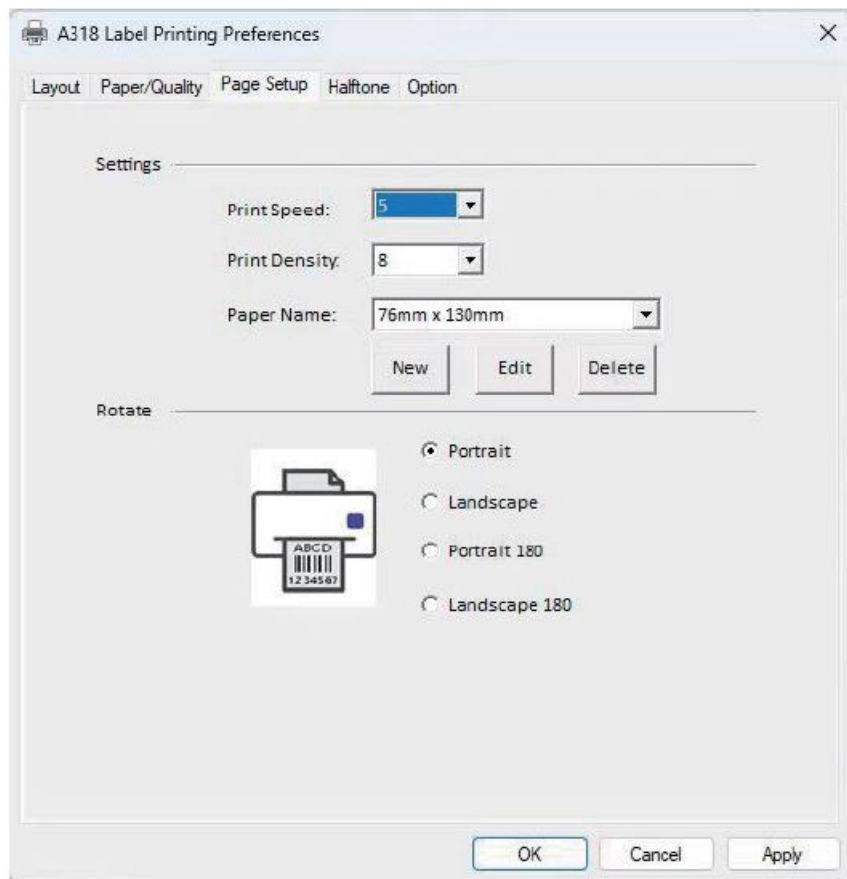 A318 Label Printing Preferences
Layout Paper/Quality Page Setup Halftone Option
Settings
Print Speed: 5
Print Density: 8
Paper Name: 76mm x 130mm
New Edit Delete
Rotate
Portrait
Landscape
Portrait 180
Landscape 180
ABCD
1234567
OK Cancel Apply